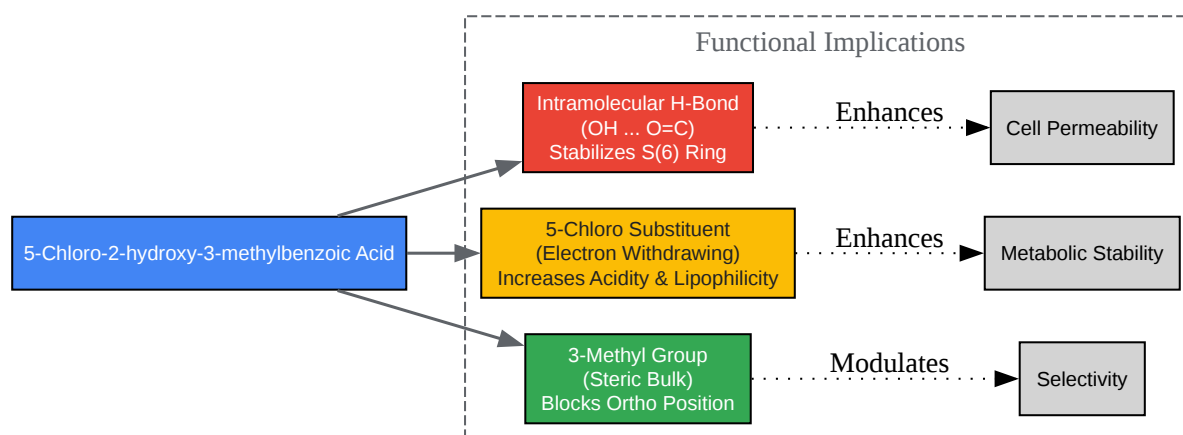 Functional Implications
Intramolecular H-Bond
(OH ... O=C)
Stabilizes S(6) Ring
Enhances
Cell Permeability
5-Chloro-2-hydroxy-3-methylbenzoic Acid
5-Chloro Substituent
(Electron Withdrawing)
Increases Acidity & Lipophilicity
Enhances
Metabolic Stability
3-Methyl Group
(Steric Bulk)
Blocks Ortho Position
Modulates
Selectivity